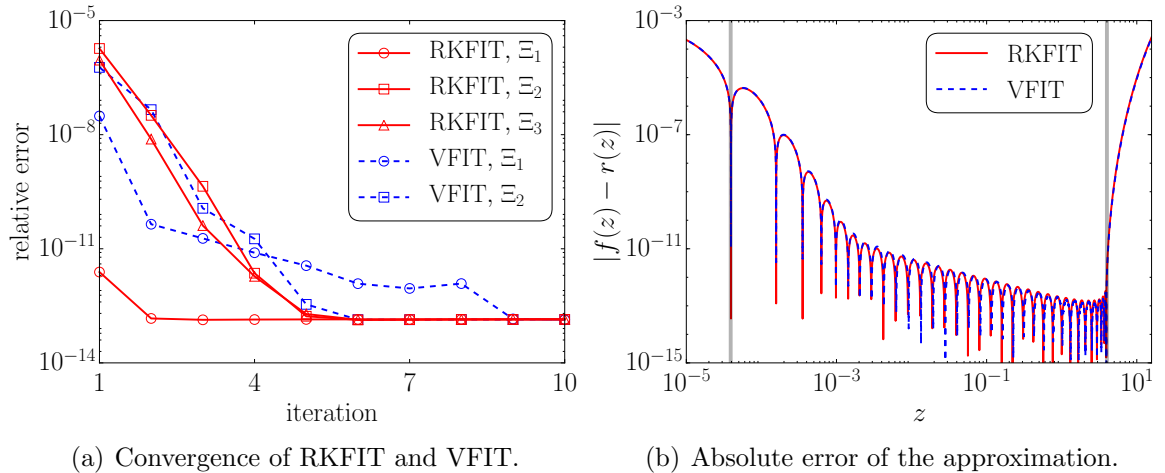 10⁻⁵
10⁻⁸
10⁻¹¹
10⁻¹⁴
relative error
1 4 7 10
iteration
RKFIT, Ξ₁
RKFIT, Ξ₂
RKFIT, Ξ₃
VFIT, Ξ₁
VFIT, Ξ₂
(a) Convergence of RKFIT and VFIT.
10⁻³
10⁻⁷
10⁻¹¹
10⁻¹⁵
|f(z) − r(z)|
10⁻⁵ 10⁻³ 10⁻¹ 10¹
z
RKFIT
VFIT
(b) Absolute error of the approximation.